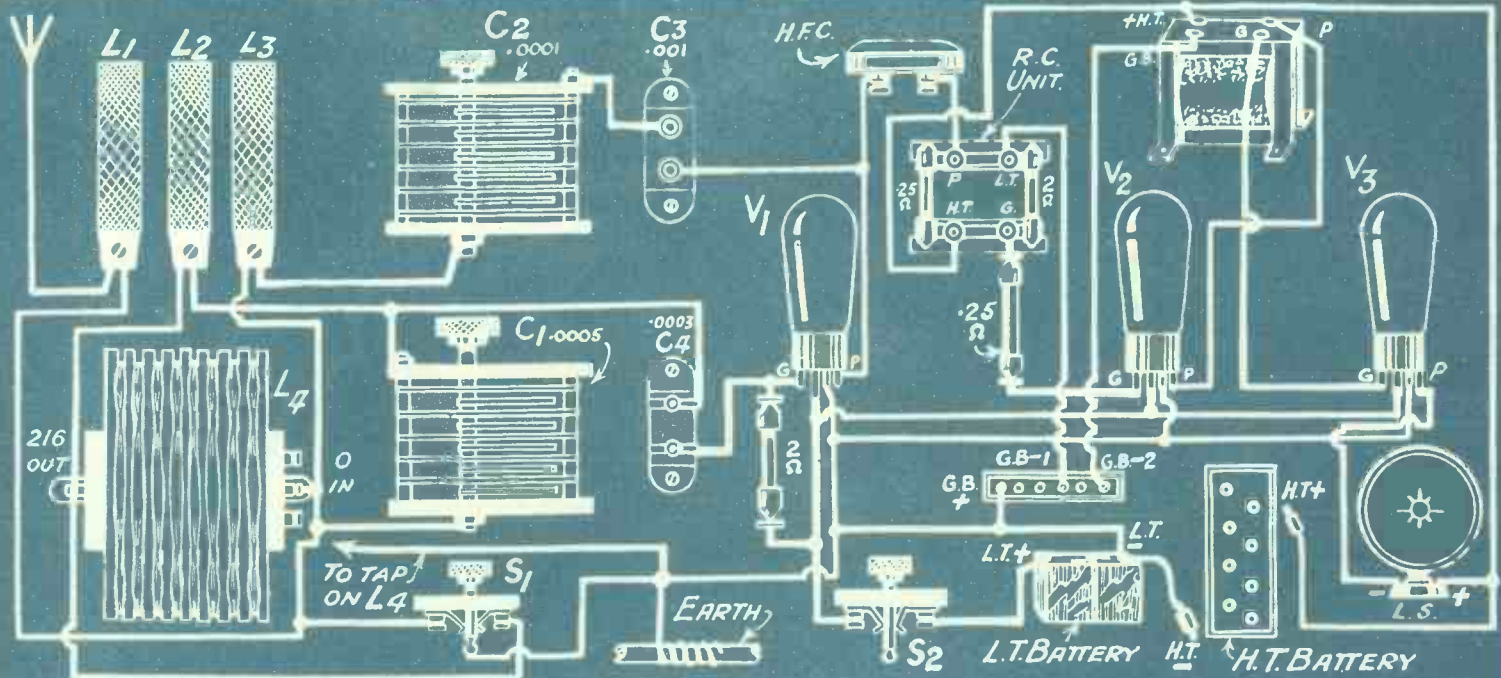 L1
L2
L3
C2
.0001
C3
.001
H.F.C.
R.C.
UNIT.
+H.T.
G
P
G.B.
P
L.T.
.25
Ω
2
Ω
H.T.
G.
V1
V2
V3
C1 .0005
.0003
C4
.25
Ω
G
P
G
P
G
P
L4
216
OUT
O
IN
2
Ω
G.B-1
G.B.-2
G.B.
+
H.T+
L.T.
-
L.T.+
TO TAP
ON L4
S1
EARTH
S2
L.T. BATTERY
H.T.
-
H.T. BATTERY
-
+
L.S.